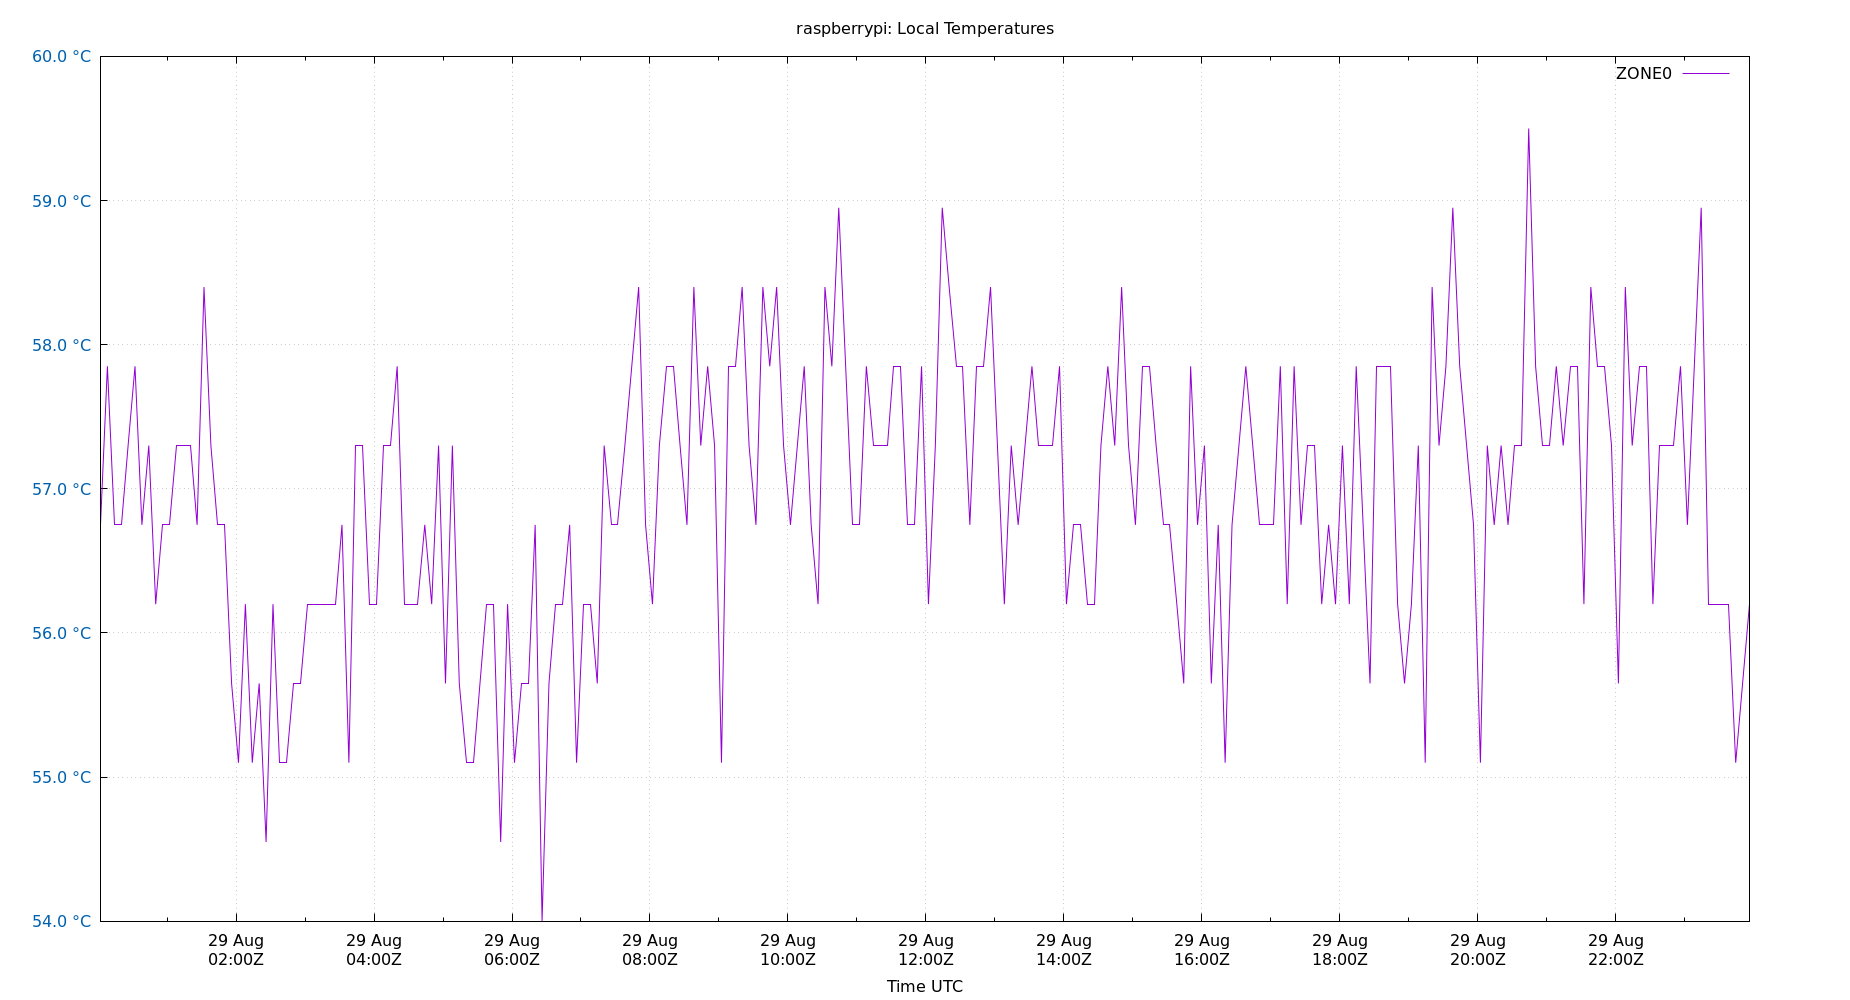 raspberrypi: Local Temperatures
60.0 °C
ZONE0
59.0 °C
58.0 °C
57.0 °C
56.0 °C
55.0 °C
54.0 °C
29 Aug 29 Aug 29 Aug 29 Aug 29 Aug 29 Aug 29 Aug 29 Aug 29 Aug 29 Aug 29 Aug
02:00Z 04:00Z 06:00Z 08:00Z 10:00Z 12:00Z 14:00Z 16:00Z 18:00Z 20:00Z 22:00Z
Time UTC